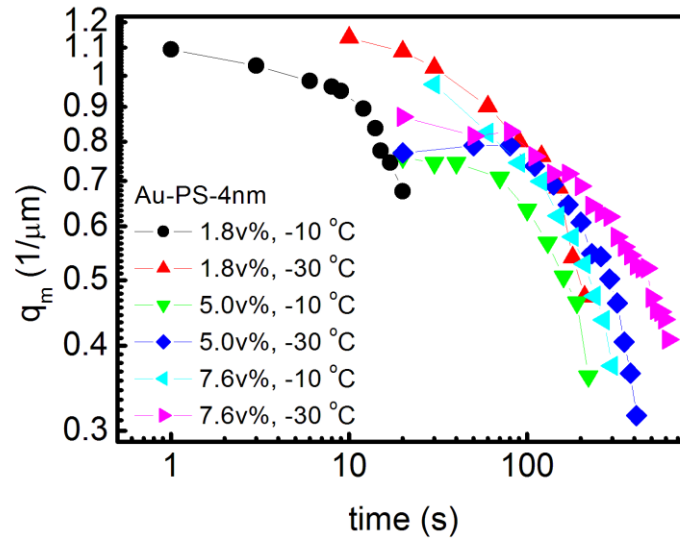 1.2
1.1
1
0.9
0.8
0.7
0.6
0.5
0.4
0.3
q_m (1/μm)
Au-PS-4nm
1.8v%, -10 °C
1.8v%, -30 °C
5.0v%, -10 °C
5.0v%, -30 °C
7.6v%, -10 °C
7.6v%, -30 °C
1 10 100
time (s)